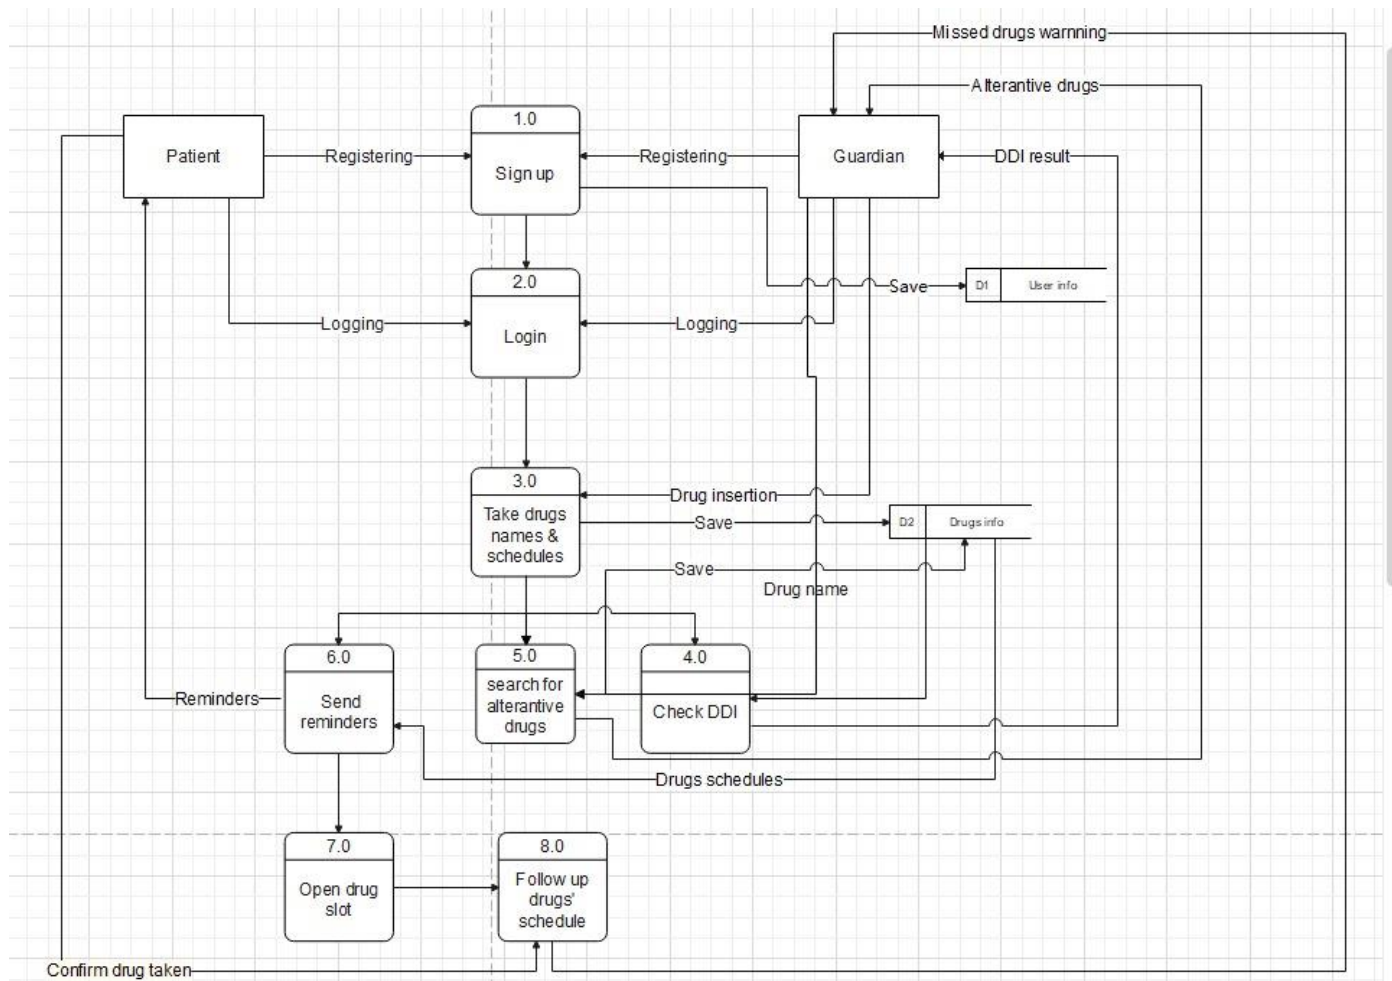 Missed drugs warnning
Alterantive drugs
1.0
Patient
Registering
Sign up
Registering
Guardian
DDI result
2.0
Save
D1
User info
Logging
Login
Logging
3.0
Take drugs
names &
schedules
Drug insertion
Save
D2
Drugs info
Save
Drug name
6.0
Send
reminders
Reminders
5.0
search for
alterantive
drugs
4.0
Check DDI
Drugs schedules
7.0
Open drug
slot
8.0
Follow up
drugs'
schedule
Confirm drug taken